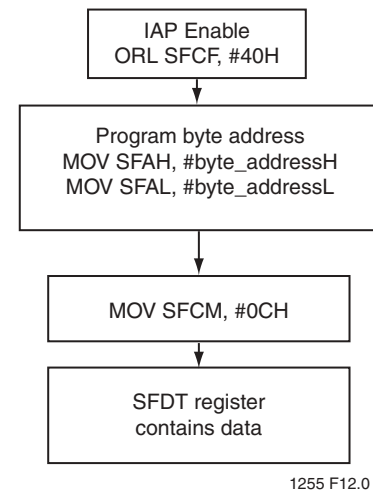 IAP Enable
ORL SFCF, #40H
Program byte address
MOV SFAH, #byte_addressH
MOV SFAL, #byte_addressL
MOV SFCM, #0CH
SFDT register
contains data
1255 F12.0